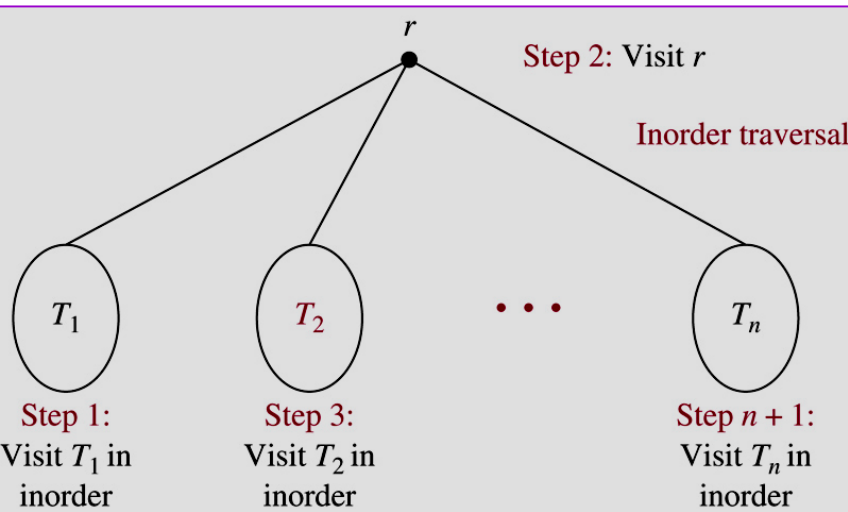 r
Step 2: Visit r
Inorder traversal
T₁
T₂
. . .
Tₙ
Step 1:
Visit T₁ in
inorder
Step 3:
Visit T₂ in
inorder
Step n + 1:
Visit Tₙ in
inorder